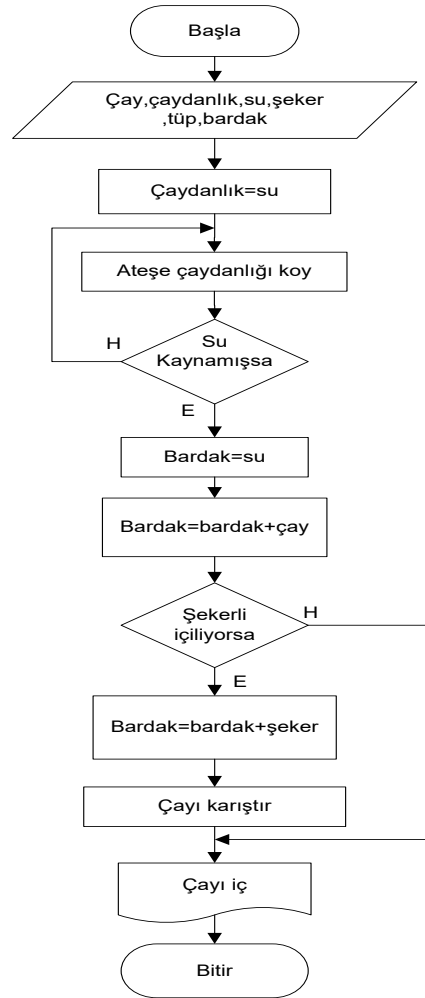 Başla
Çay,çaydanlık,su,şeker
,tüp,bardak
Çaydanlık=su
Ateşe çaydanlığı koy
H
Su
Kaynamışsa
E
Bardak=su
Bardak=bardak+çay
Şekerli
içiliyorsa
H
E
Bardak=bardak+şeker
Çayı karıştır
Çayı iç
Bitir